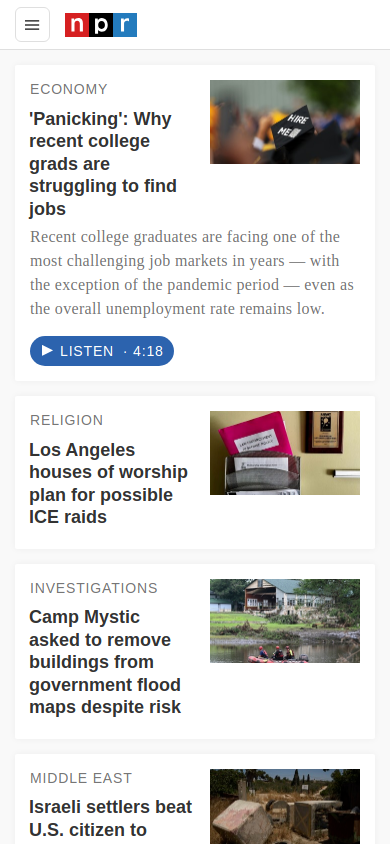 npr
ECONOMY
'Panicking': Why
recent college
grads are
struggling to find
jobs
HIRE
ME
Recent college graduates are facing one of the
most challenging job markets in years — with
the exception of the pandemic period — even as
the overall unemployment rate remains low.
LISTEN · 4:18
RELIGION
Los Angeles
houses of worship
plan for possible
ICE raids
INVESTIGATIONS
Camp Mystic
asked to remove
buildings from
government flood
maps despite risk
MIDDLE EAST
Israeli settlers beat
U.S. citizen to